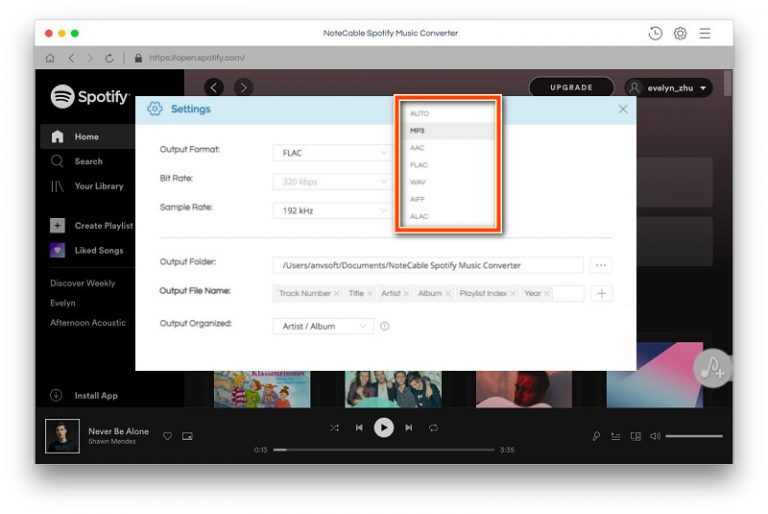 NoteCable Spotify Music Converter
https://open.spotify.com/
Spotify
UPGRADE
evelyn_zhu
Home
Search
Your Library
Create Playlist
Liked Songs
Discover Weekly
Evelyn
Afternoon Acoustic
Install App
Settings
Output Format:
FLAC
Bit Rate:
320 kbps
Sample Rate:
192 kHz
AUTO
MP3
AAC
FLAC
WAV
AIFF
ALAC
Output Folder:
/Users/anvsoft/Documents/NoteCable Spotify Music Converter
...
Output File Name:
Track Number × Title × Artist × Album × Playlist Index × Year ×
Output Organized:
Artist / Album
Klassenzimmer
Never Be Alone
Shawn Mendes
0:13
3:35